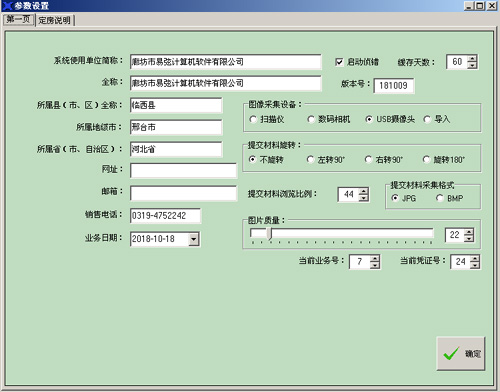 参数设置
第一页 定房说明
系统使用单位简称: 廊坊市易弦计算机软件有限公司
启动侦错 缓存天数: 60
全称: 廊坊市易弦计算机软件有限公司
版本号: 181009
所属县(市、区)全称: 临西县
图像采集设备:
扫描仪 数码相机 USB摄像头 导入
所属地级市: 邢台市
所属省(市、自治区): 河北省
提交材料旋转:
不旋转 左转90° 右转90° 旋转180°
网址:
邮箱:
提交材料浏览比例: 44
提交材料采集格式
JPG BMP
销售电话: 0319-4752242
图片质量:
22
业务日期: 2018-10-18
当前业务号: 7 当前凭证号: 24
确定